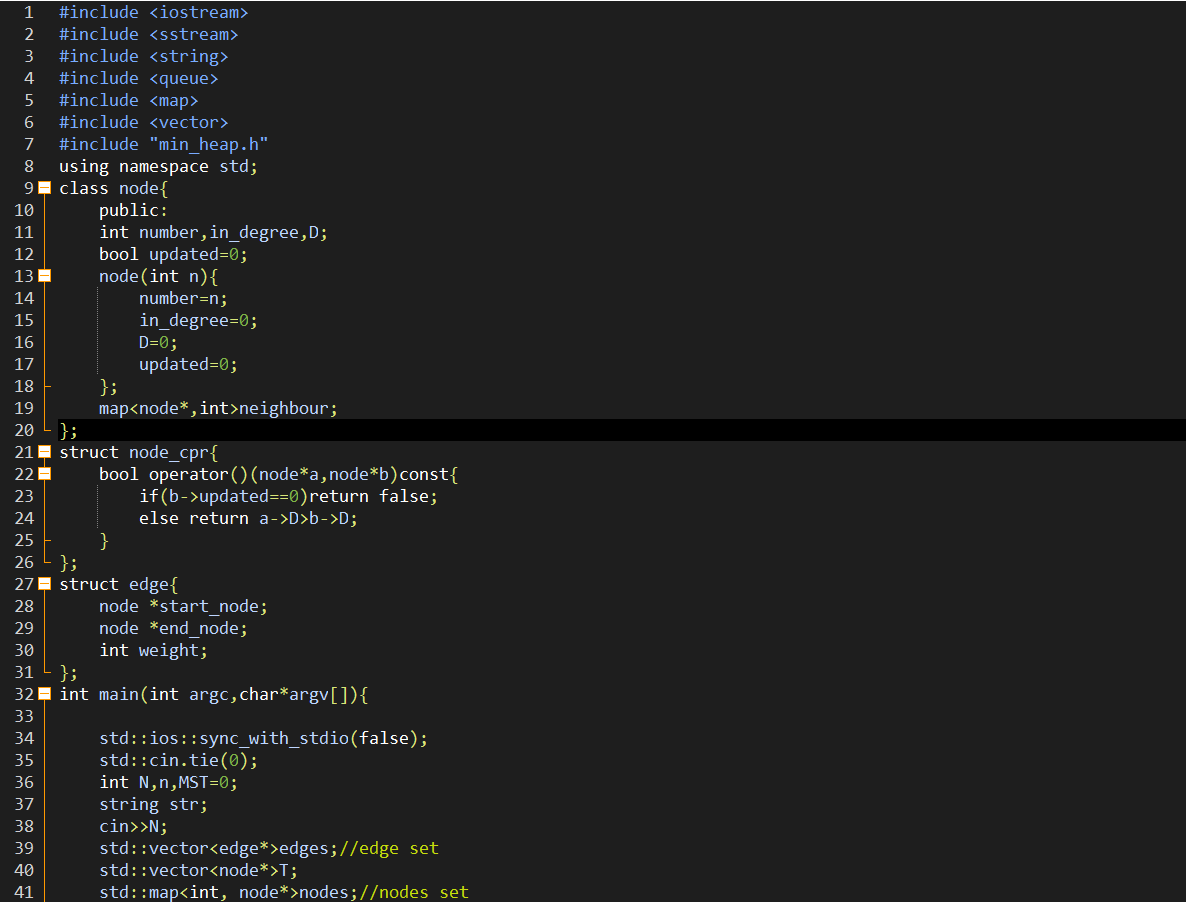 1 #include <iostream>
2 #include <sstream>
3 #include <string>
4 #include <queue>
5 #include <map>
6 #include <vector>
7 #include "min_heap.h"
8 using namespace std;
9 class node{
10     public:
11     int number,in_degree,D;
12     bool updated=0;
13     node(int n){
14         number=n;
15         in_degree=0;
16         D=0;
17         updated=0;
18     };
19     map<node*,int>neighbour;
20 };
21 struct node_cpr{
22     bool operator()(node*a,node*b)const{
23         if(b->updated==0)return false;
24         else return a->D>b->D;
25     }
26 };
27 struct edge{
28     node *start_node;
29     node *end_node;
30     int weight;
31 };
32 int main(int argc,char*argv[]){
33
34     std::ios::sync_with_stdio(false);
35     std::cin.tie(0);
36     int N,n,MST=0;
37     string str;
38     cin>>N;
39     std::vector<edge*>edges;//edge set
40     std::vector<node*>T;
41     std::map<int, node*>nodes;//nodes set